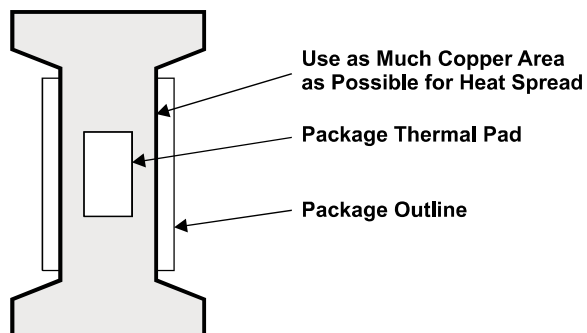 Use as Much Copper Area
as Possible for Heat Spread
Package Thermal Pad
Package Outline